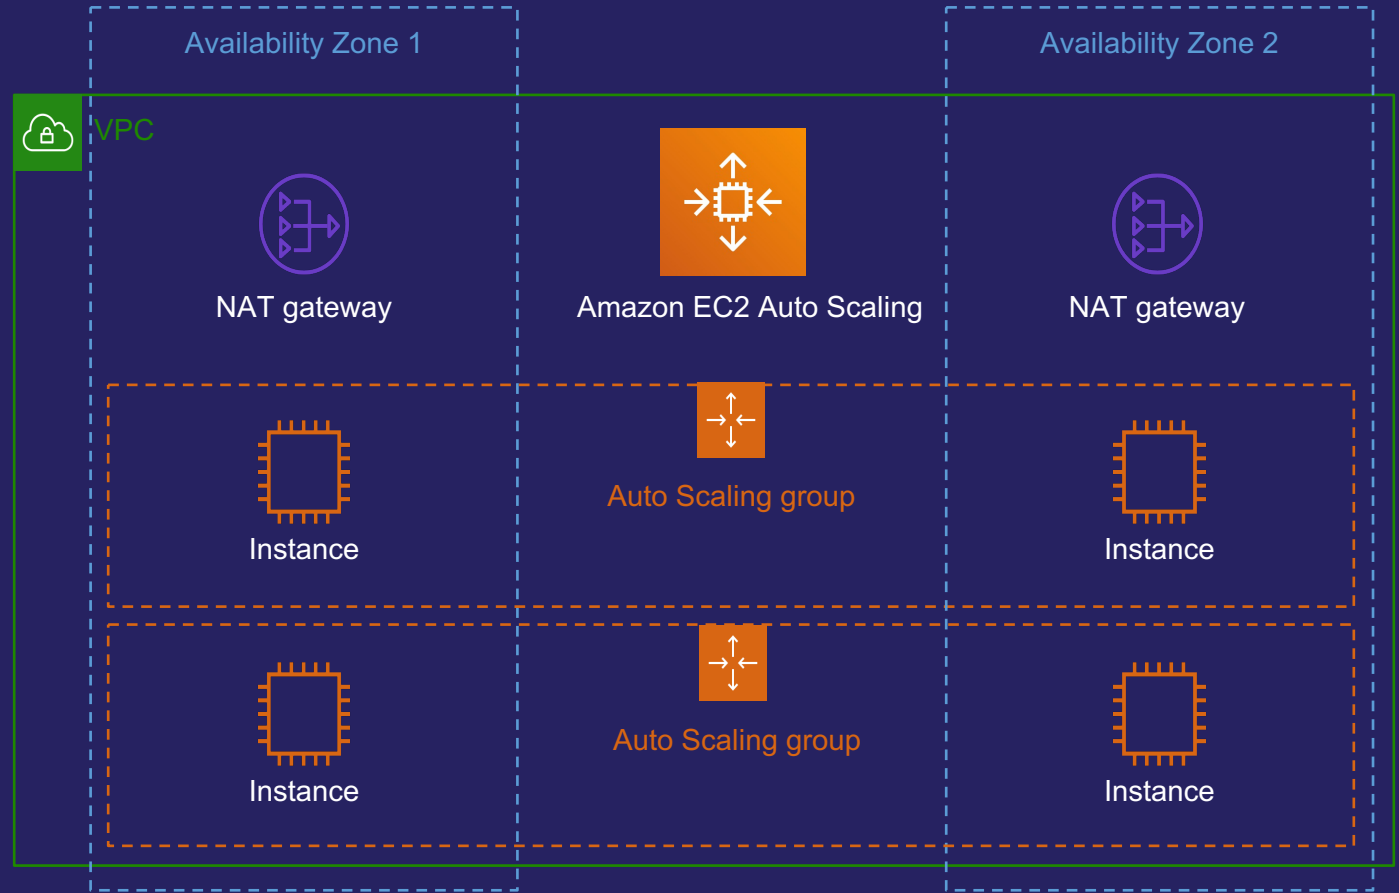 Availability Zone 1
Availability Zone 2
VPC
NAT gateway
Amazon EC2 Auto Scaling
NAT gateway
Auto Scaling group
Instance
Instance
Auto Scaling group
Instance
Instance